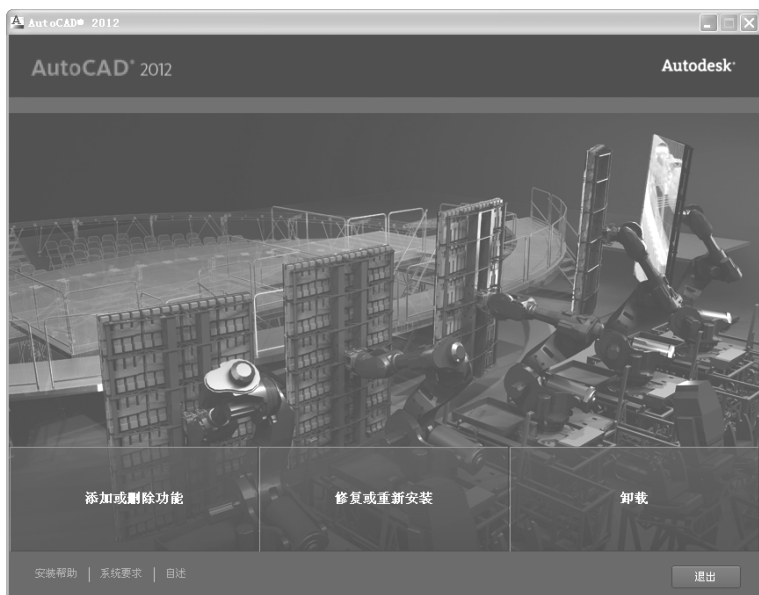 AutoCAD® 2012
AutoCAD® 2012
Autodesk®
添加或删除功能
修复或重新安装
卸载
安装帮助 | 系统要求 | 自述
退出